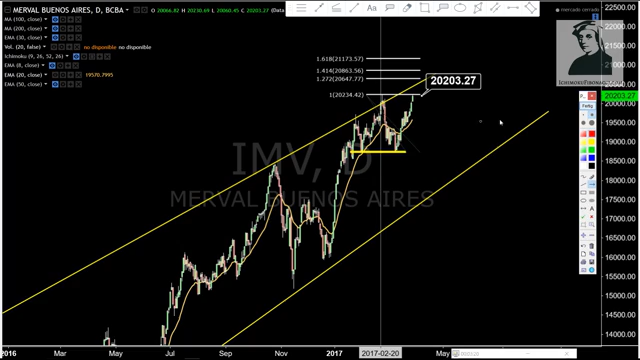 MERVAL BUENOS AIRES, D, BCBA
O 20066.82 H 20230.69 L 20060.45 C 20203.27
MA (100, close)
MA (200, close)
EMA (30, close)
Vol. (20, false) no disponible no disponible
Ichimoku (9, 26, 52, 26)
EMA (8, close)
EMA (20, close) 19570.7995
EMA (50, close)
mercado cerrado
Aa
1.618(21173.57)
1.414(20863.56)
1.272(20647.77)
1(20234.42)
20203.27
IMV, D
MERVAL BUENOS AIRES
22500.00
22000.00
21500.00
21000.00
20500.00
20203.27
19500.00
19000.00
18500.00
18000.00
17500.00
17000.00
16500.00
16000.00
15500.00
15000.00
14500.00
14000.00
2016
Mar
May
Jul
Sep
Nov
2017
2017-02-20
May